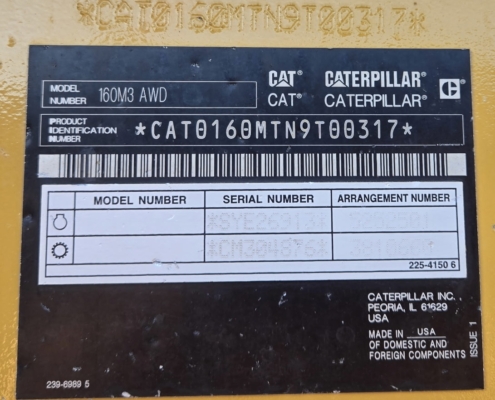 *CAT0160MTN9T00317*
MODEL NUMBER 160M3 AWD
CAT® CATERPILLAR®
CAT® CATERPILLAR® C
PRODUCT IDENTIFICATION NUMBER *CAT0160MTN9T00317*
MODEL NUMBER SERIAL NUMBER ARRANGEMENT NUMBER
*SYE269134
*CM304876*
225-4150 6
CATERPILLAR INC.,
PEORIA, IL 61629
USA
MADE IN USA
OF DOMESTIC AND
FOREIGN COMPONENTS
ISSUE 1
239-6989 5